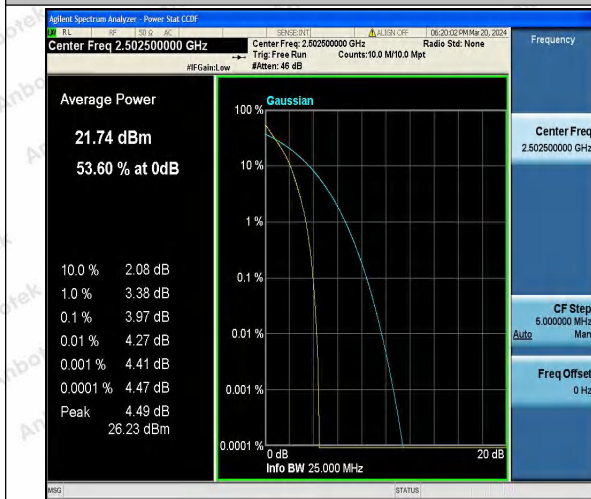 Agilent Spectrum Analyzer - Power Stat CCDF
RL RF 50 Ω AC SENSE:INT ALIGN OFF 06:20:02 PM Mar 20, 2024
Center Freq 2.502500000 GHz
Center Freq: 2.502500000 GHz Radio Std: None
Trig: Free Run Counts:10.0 M/10.0 Mpt
#IFGain:Low #Atten: 46 dB
Frequency
Average Power
21.74 dBm
53.60 % at 0dB
10.0 % 2.08 dB
1.0 % 3.38 dB
0.1 % 3.97 dB
0.01 % 4.27 dB
0.001 % 4.41 dB
0.0001 % 4.47 dB
Peak 4.49 dB
26.23 dBm
Gaussian
100 %
10 %
1 %
0.1 %
0.01 %
0.001 %
0.0001 %
0 dB 20 dB
Info BW 25.000 MHz
Center Freq
2.502500000 GHz
CF Step
5.000000 MHz
Auto Man
Freq Offset
0 Hz
MSG STATUS